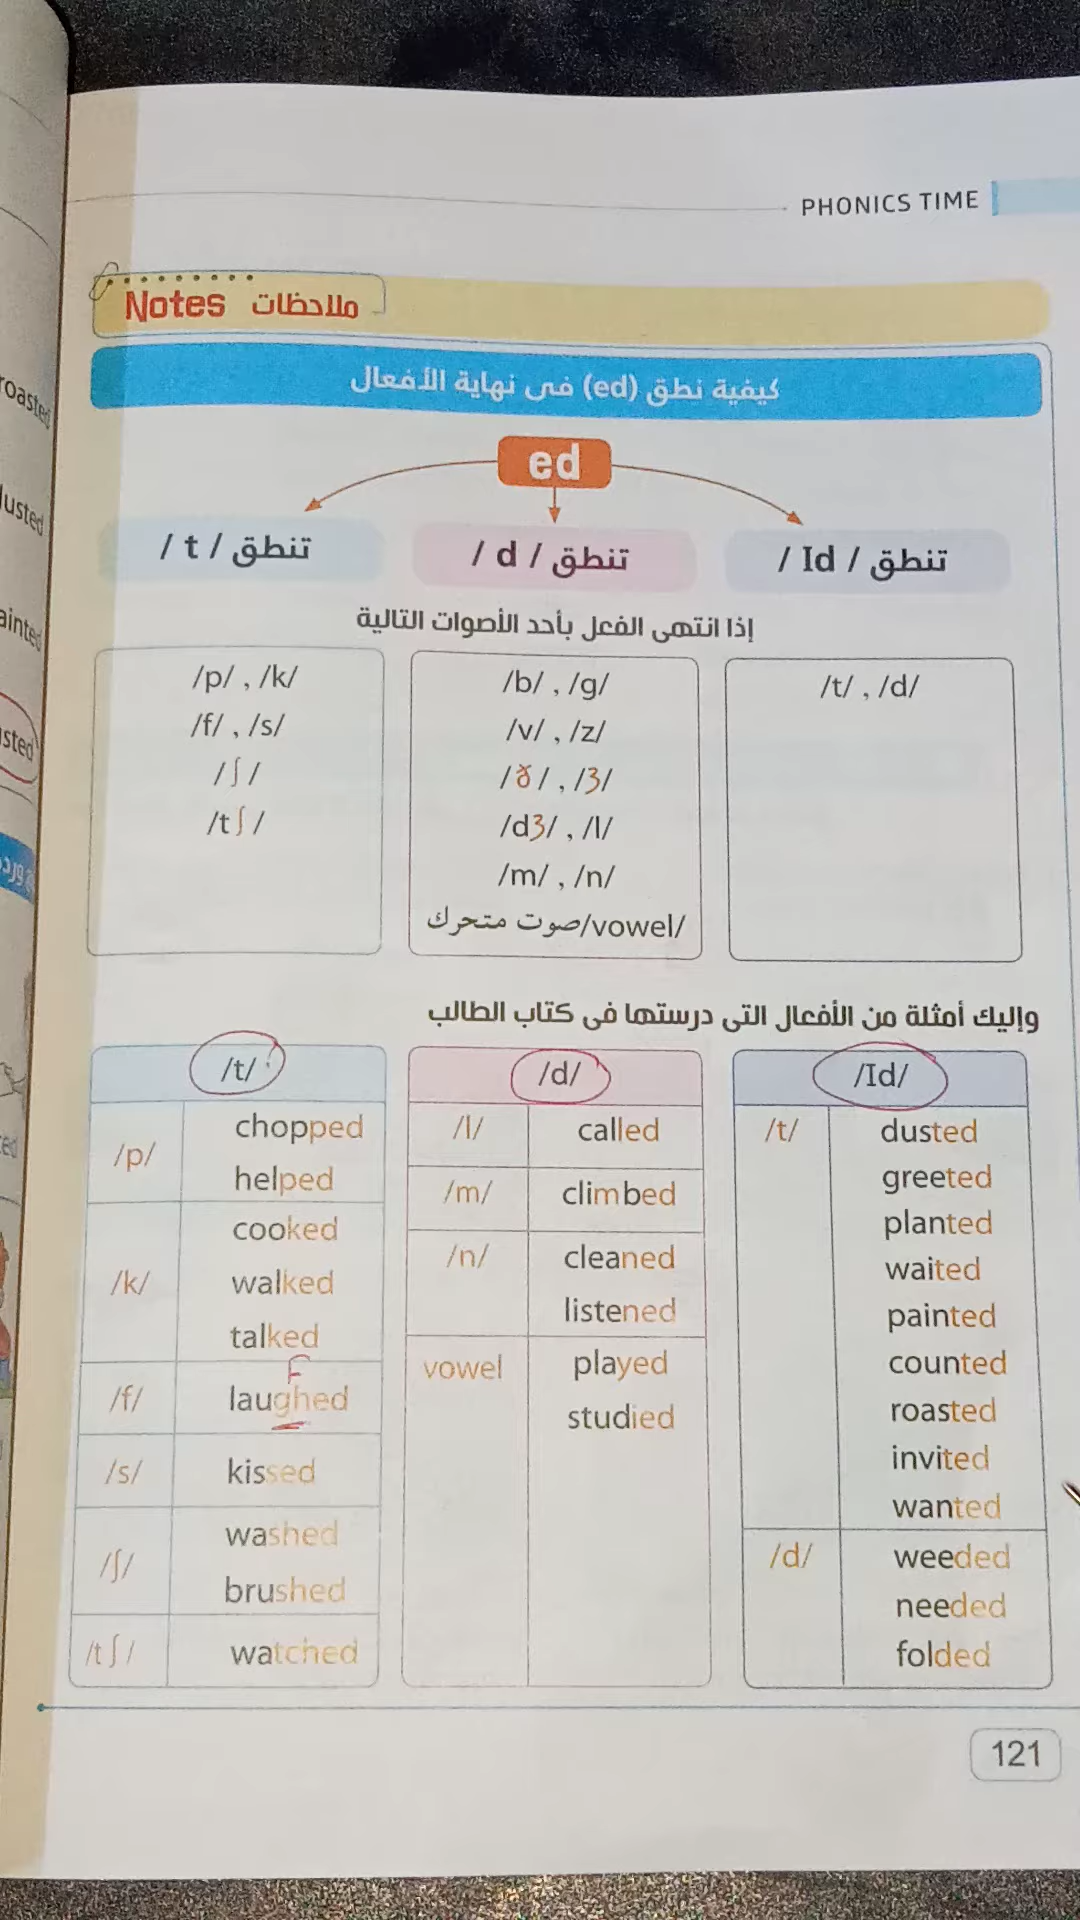 PHONICS TIME
Notes ملاحظات
كيفية نطق (ed) فى نهاية الأفعال
ed
تنطق / t /
تنطق / d /
تنطق / Id /
إذا انتهى الفعل بأحد الأصوات التالية
/p/ , /k/
/f/ , /s/
/ʃ/
/tʃ/
/b/ , /g/
/v/ , /z/
/ð/ , /ʒ/
/dʒ/ , /l/
/m/ , /n/
/vowel/صوت متحرك
/t/ , /d/
وإليك أمثلة من الأفعال التى درستها فى كتاب الطالب
/t/
/p/ chopped
helped
/k/ cooked
walked
talked
F
/f/ laughed
/s/ kissed
/ʃ/ washed
brushed
/tʃ/ watched
/d/
/l/ called
/m/ climbed
/n/ cleaned
listened
vowel played
studied
/Id/
/t/ dusted
greeted
planted
waited
painted
counted
roasted
invited
wanted
/d/ weeded
needed
folded
121
roasted